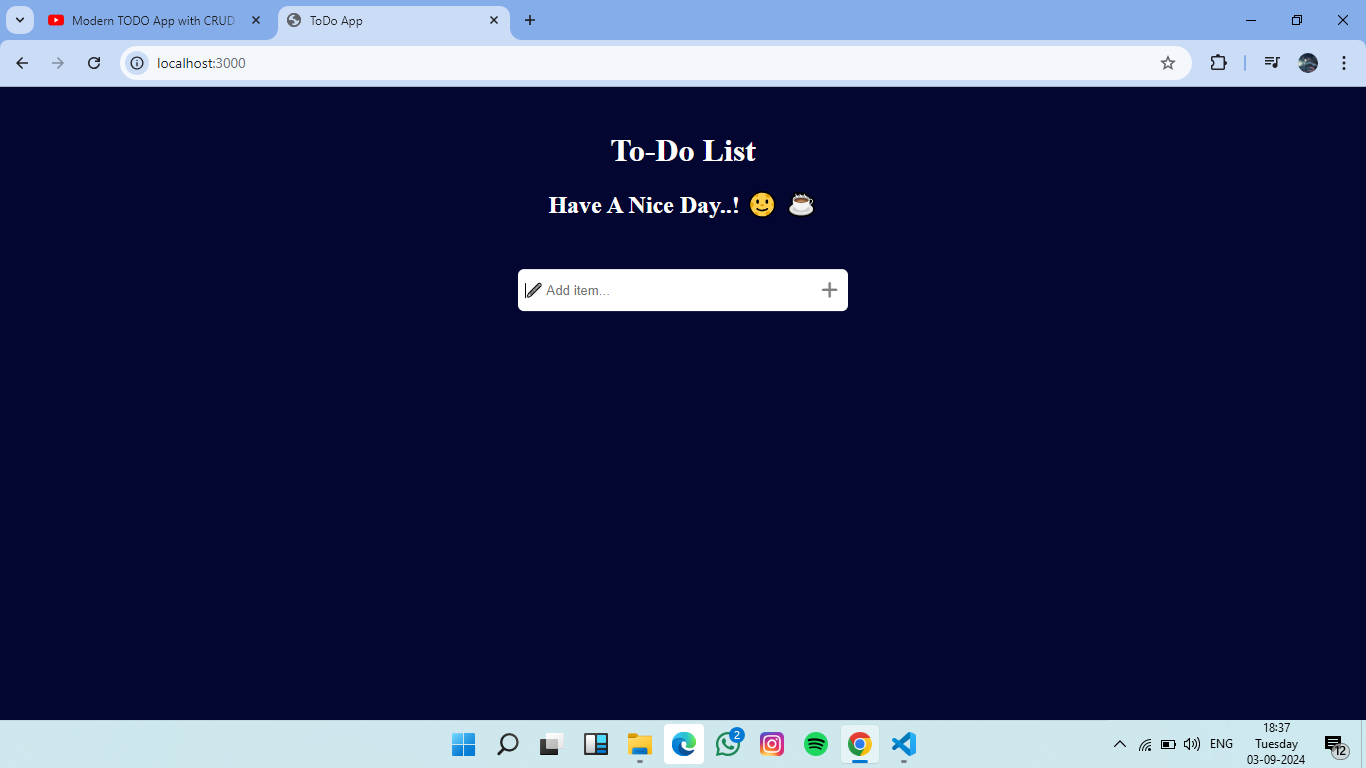 Modern TODO App with CRUD
ToDo App
localhost:3000
To-Do List
Have A Nice Day..! 🙂 ☕
Add item...
2
ENG
18:37
Tuesday
03-09-2024
12